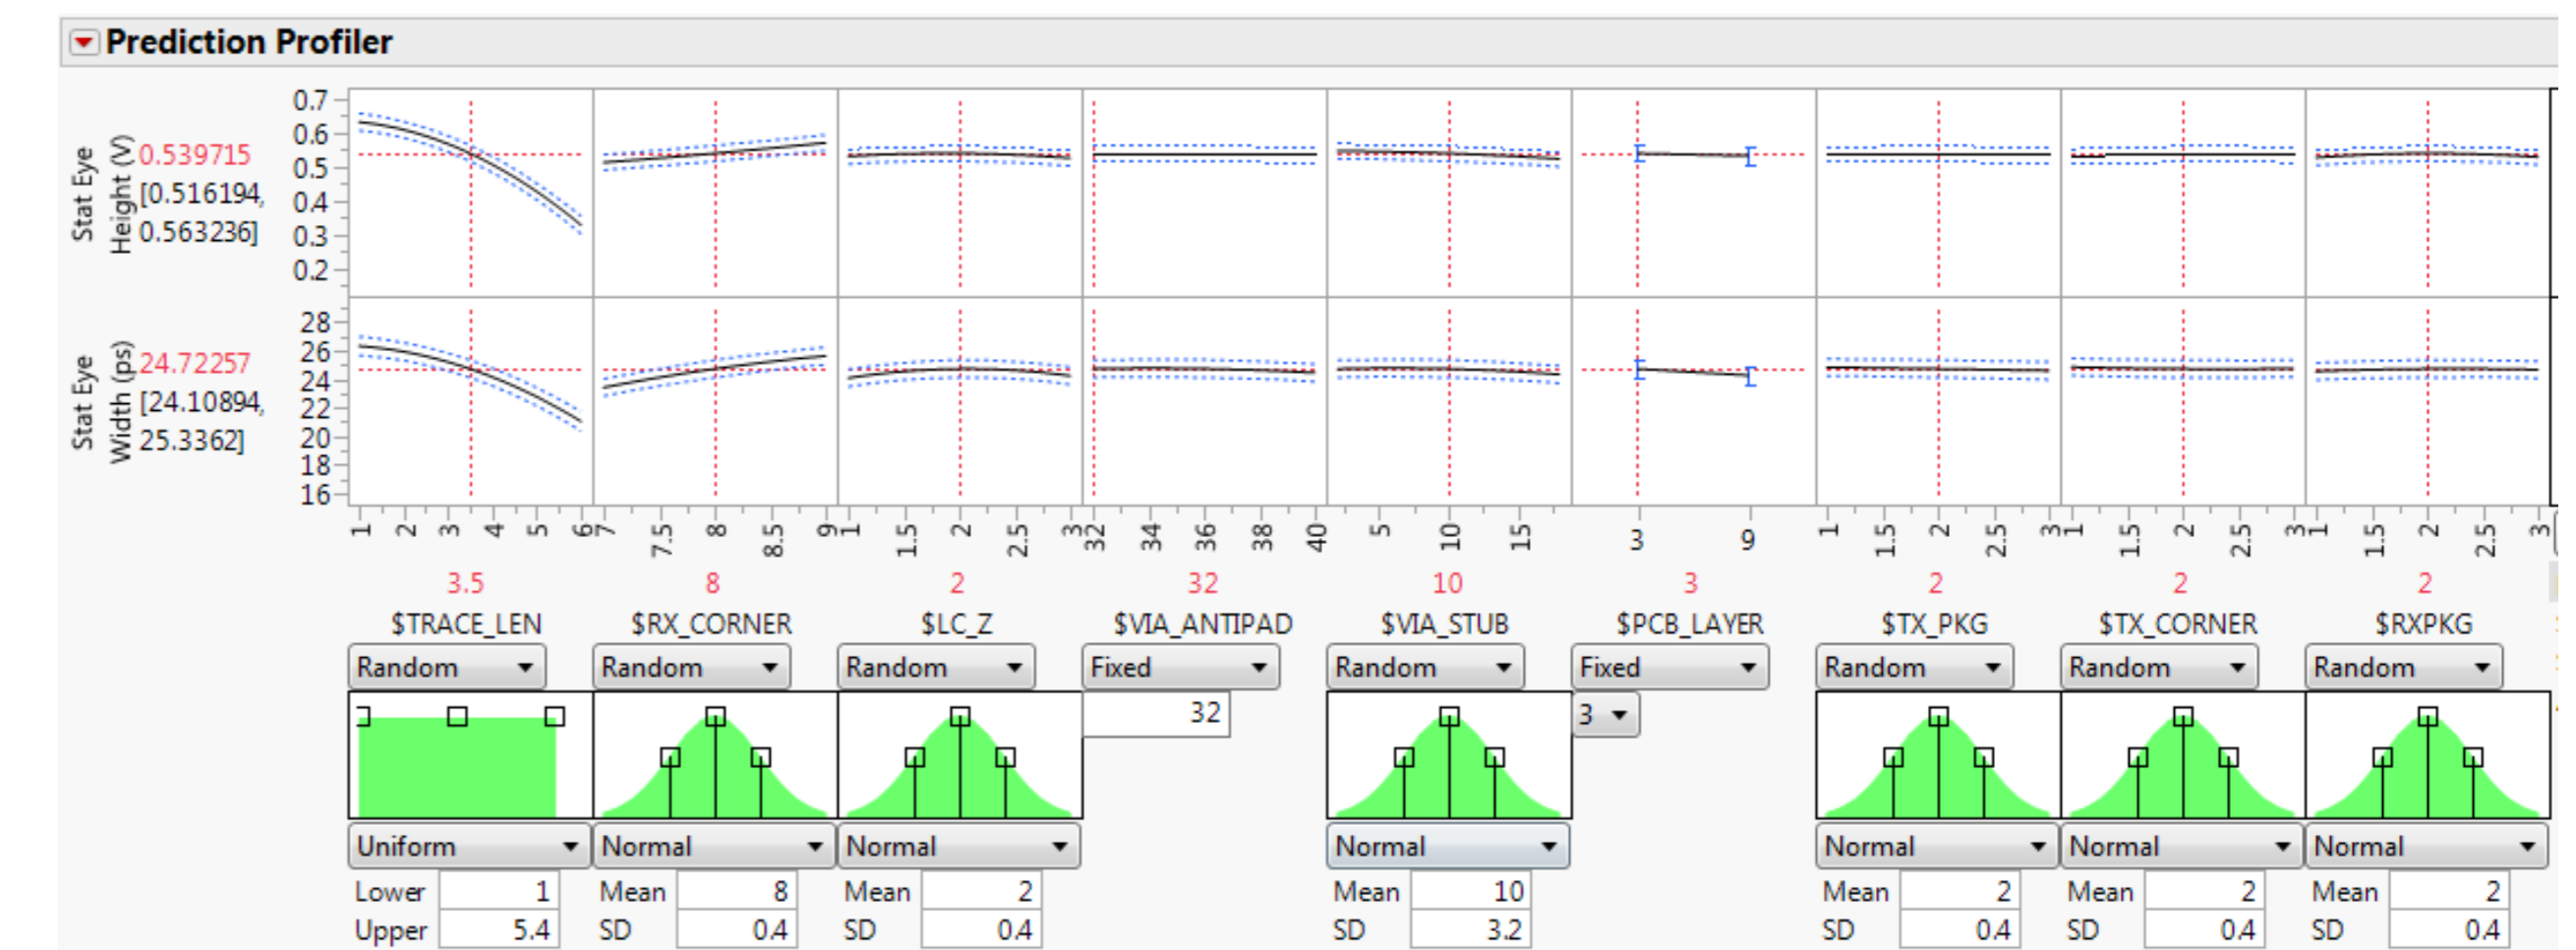 Prediction Profiler
Stat Eye
Height (V)
0.539715
[0.516194,
0.563236]
0.7
0.6
0.5
0.4
0.3
0.2
Stat Eye
Width (ps)
24.72257
[24.10894,
25.3362]
28
26
24
22
20
18
16
1 2 3 4 5 6 7 7.5 8 8.5 9 1 1.5 2 2.5 3 32 34 36 38 40 5 10 15 3 9 1 1.5 2 2.5 3 1 1.5 2 2.5 3 1 1.5 2 2.5 3
3.5 8 2 32 10 3 2 2 2
$TRACE_LEN $RX_CORNER $LC_Z $VIA_ANTIPAD $VIA_STUB $PCB_LAYER $TX_PKG $TX_CORNER $RXPKG
Random Random Random Fixed Random Fixed Random Random Random
32 3
Uniform Normal Normal Normal Normal Normal Normal
Lower 1 Mean 8 Mean 2 Mean 10 Mean 2 Mean 2 Mean 2
Upper 5.4 SD 0.4 SD 0.4 SD 3.2 SD 0.4 SD 0.4 SD 0.4